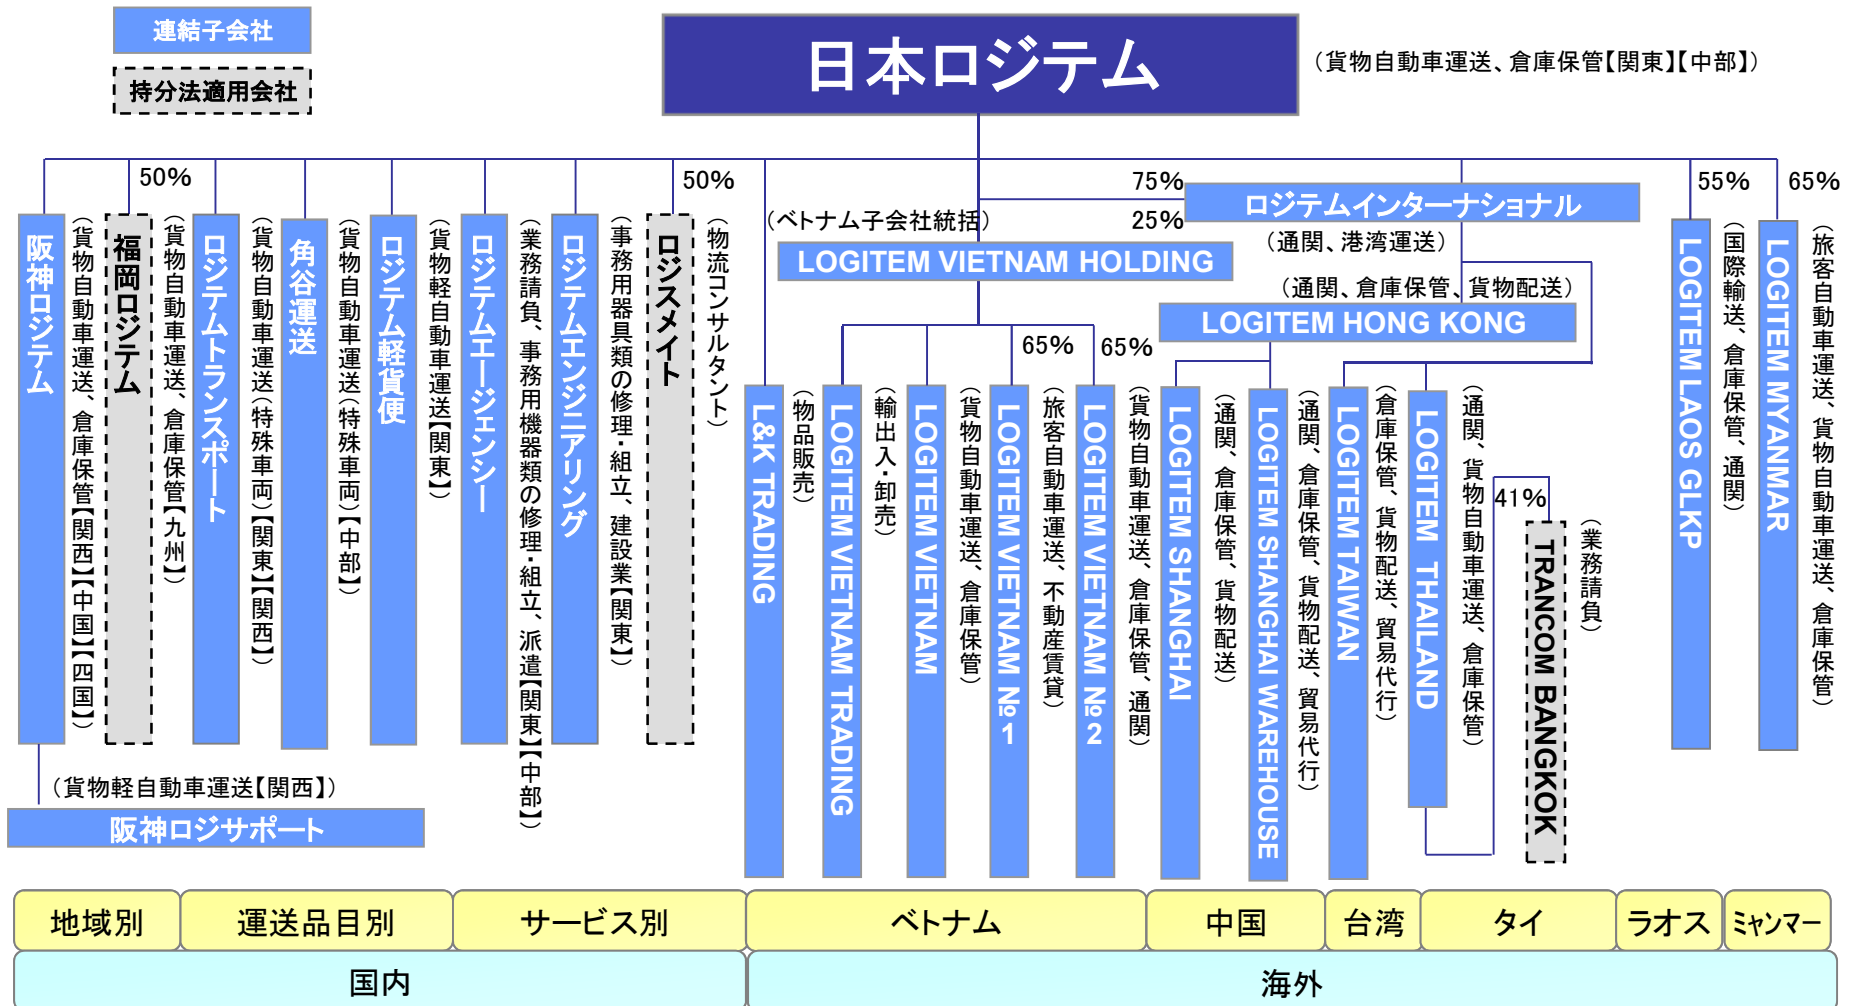 連結子会社
持分法適用会社
日本ロジテム
(貨物自動車運送、倉庫保管【関東】【中部】)
50%
50%
75%
25%
55%
65%
ロジテムインターナショナル
(通関、港湾運送)
(ベトナム子会社統括)
LOGITEM VIETNAM HOLDING
(通関、倉庫保管、貨物配送)
LOGITEM HONG KONG
65%
65%
41%
阪神ロジテム
(貨物自動車運送、倉庫保管【関西】【中国】【四国】)
福岡ロジテム
(貨物自動車運送、倉庫保管【九州】)
ロジテムトランスポート
(貨物自動車運送(特殊車両)【関東】【関西】)
角谷運送
(貨物自動車運送(特殊車両)【中部】)
ロジテム軽貨便
(貨物軽自動車運送【関東】)
ロジテムエージェンシー
(業務請負、事務用機器類の修理・組立、派遣【関東】【中部】)
ロジテムエンジニアリング
(事務用器具類の修理・組立、建設業【関東】)
ロジスメイト
(物流コンサルタント)
L&K TRADING
(物品販売)
LOGITEM VIETNAM TRADING
(輸出入・卸売)
LOGITEM VIETNAM
(貨物自動車運送、倉庫保管)
LOGITEM VIETNAM №1
(旅客自動車運送、不動産賃貸)
LOGITEM VIETNAM №2
(貨物自動車運送、倉庫保管、通関)
LOGITEM SHANGHAI
(通関、倉庫保管、貨物配送)
LOGITEM SHANGHAI WAREHOUSE
(通関、倉庫保管、貨物配送、貿易代行)
LOGITEM TAIWAN
(倉庫保管、貨物配送、貿易代行)
LOGITEM THAILAND
(通関、貨物自動車運送、倉庫保管)
TRANCOM BANGKOK
(業務請負)
LOGITEM LAOS GLKP
(国際輸送、倉庫保管、通関)
LOGITEM MYANMAR
(旅客自動車運送、貨物自動車運送、倉庫保管)
(貨物軽自動車運送【関西】)
阪神ロジサポート
地域別
運送品目別
サービス別
ベトナム
中国
台湾
タイ
ラオス
ミャンマー
国内
海外